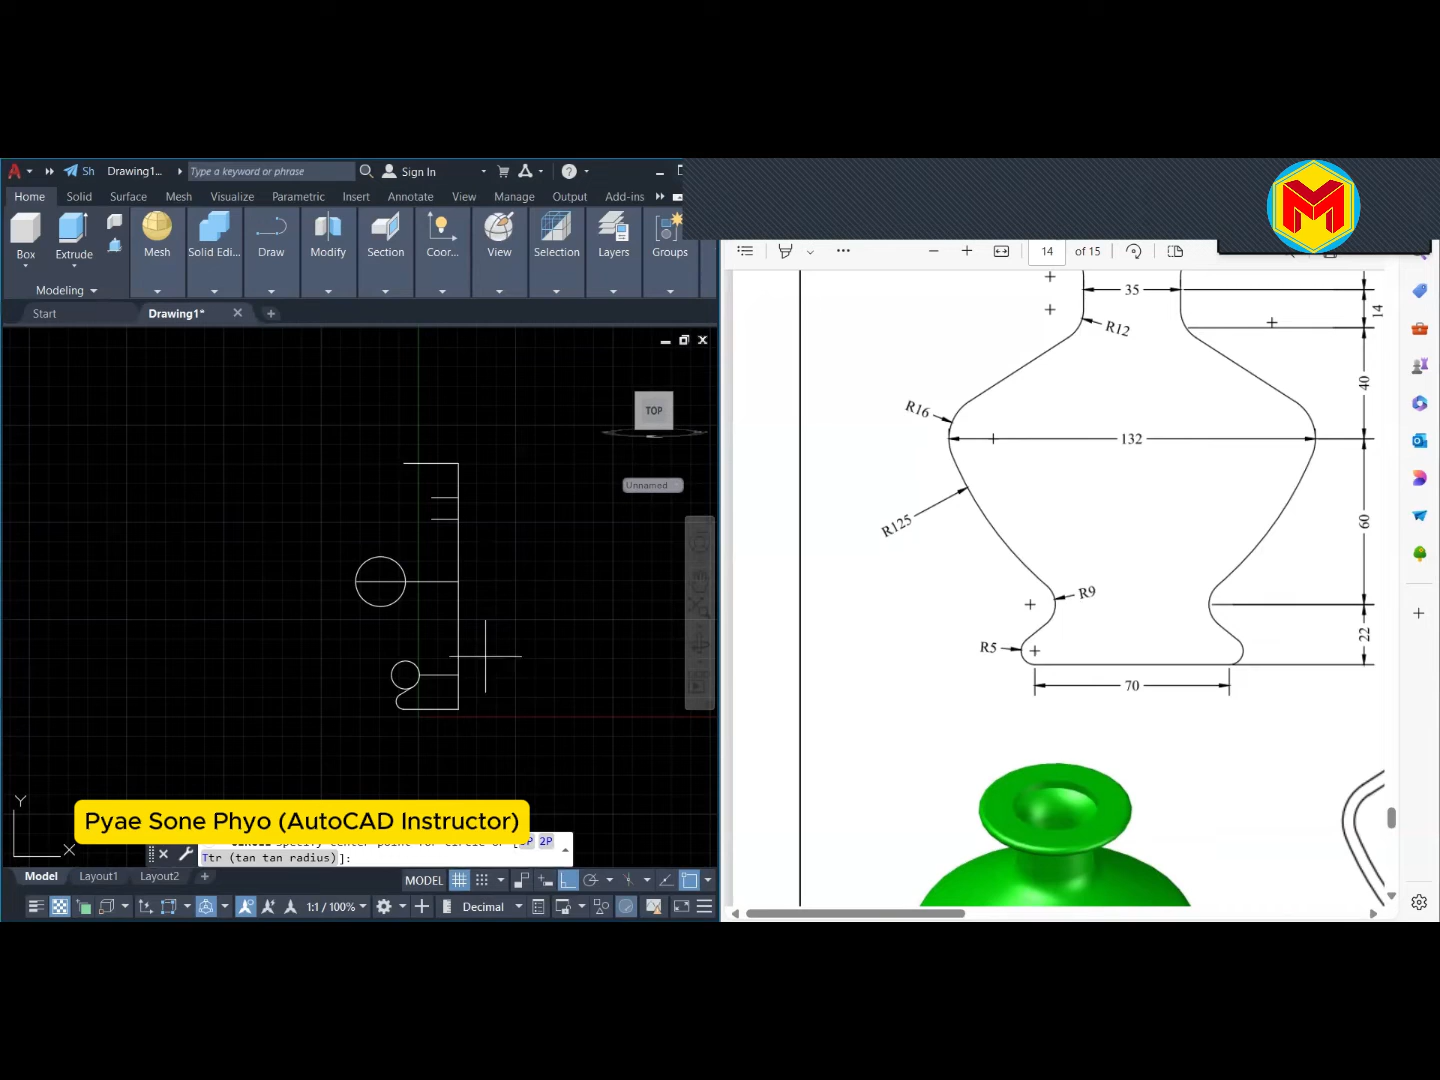 Sh
Drawing1...
Type a keyword or phrase
Sign In
Home Solid Surface Mesh Visualize Parametric Insert Annotate View Manage Output Add-ins
Box Extrude Mesh Solid Edi... Draw Modify Section Coor... View Selection Layers Groups
Modeling
Start Drawing1*
TOP
Unnamed
Y
X
Pyae Sone Phyo (AutoCAD Instructor)
2P
Ttr (tan tan radius)]:
Model Layout1 Layout2
MODEL
1:1 / 100% Decimal
M
14 of 15
35
14
R12
40
R16
132
R125
60
R9
22
R5
70